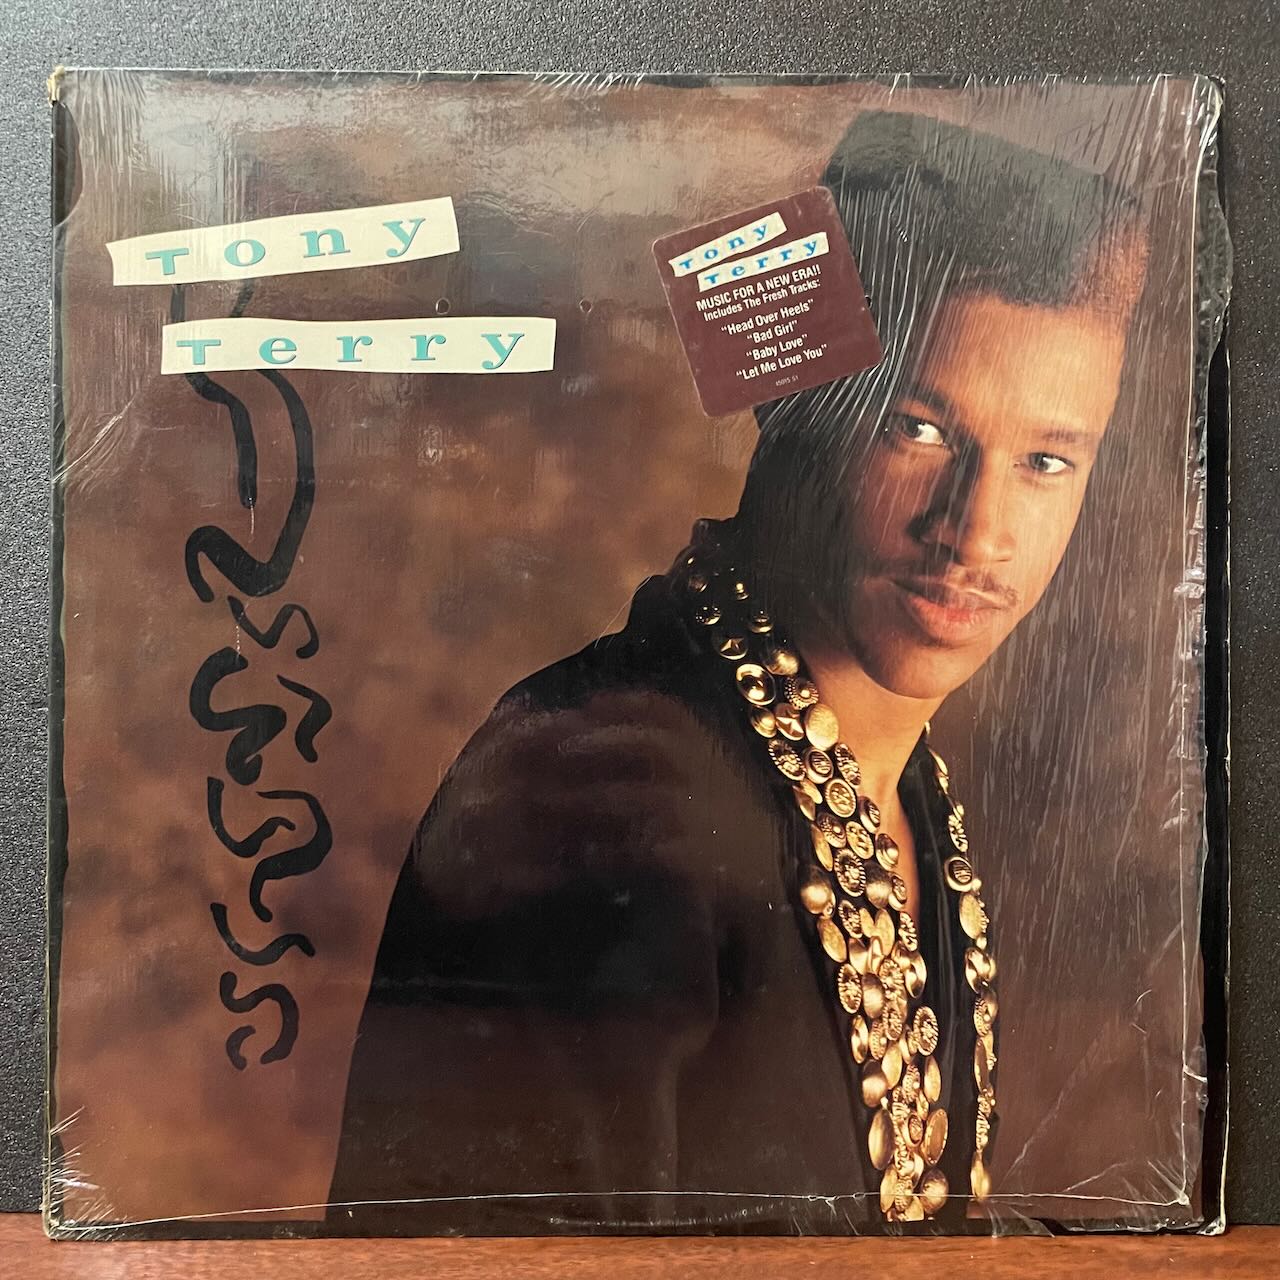 Tony
Terry
Tony
Terry
MUSIC FOR A NEW ERA!!
Includes The Fresh Tracks:
"Head Over Heels"
"Bad Girl"
"Baby Love"
"Let Me Love You"